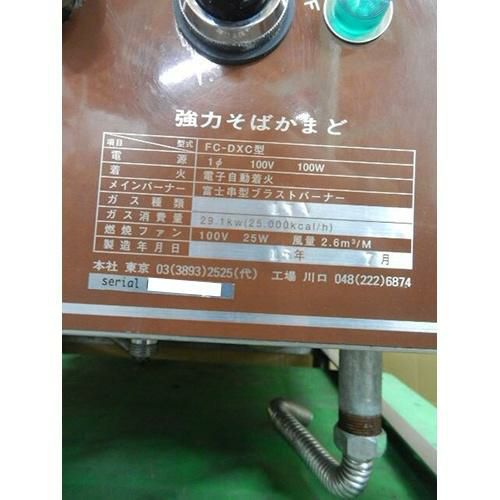 F
強力そばかまど
項目 型式 FC-DXC型
電源 1φ 100V 100W
着火 電子自動着火
メインバーナー 富士串型ブラストバーナー
ガス種類
ガス消費量 29.1kw(25.000kcal/h)
燃焼ファン 100V 25W 風量 2.6m³/M
製造年月日 年 7月
本社 東京 03(3893)2525(代) 工場 川口 048(222)6874
serial